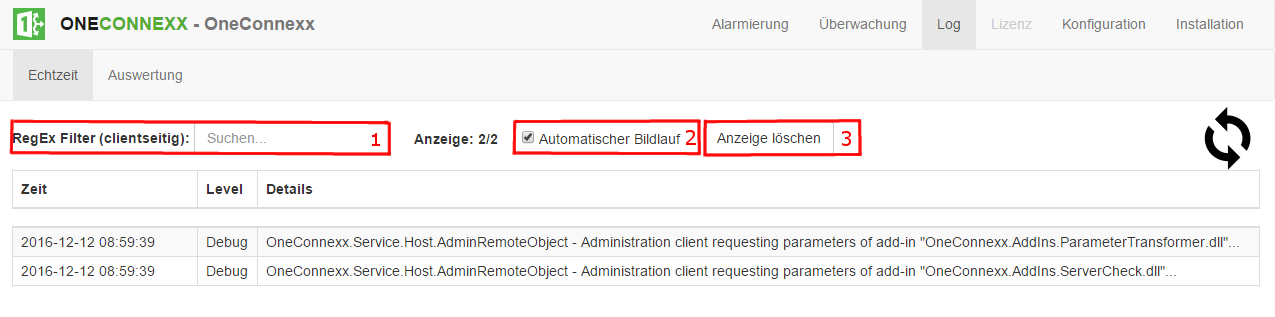 ONECONNEXX - OneConnexx
Alarmierung Überwachung Log Lizenz Konfiguration Installation
Echtzeit Auswertung
RegEx Filter (clientseitig): Suchen... 1 Anzeige: 2/2 Automatischer Bildlauf 2 Anzeige löschen 3
Zeit Level Details
2016-12-12 08:59:39 Debug OneConnexx.Service.Host.AdminRemoteObject - Administration client requesting parameters of add-in "OneConnexx.AddIns.ParameterTransformer.dll"...
2016-12-12 08:59:39 Debug OneConnexx.Service.Host.AdminRemoteObject - Administration client requesting parameters of add-in "OneConnexx.AddIns.ServerCheck.dll"...